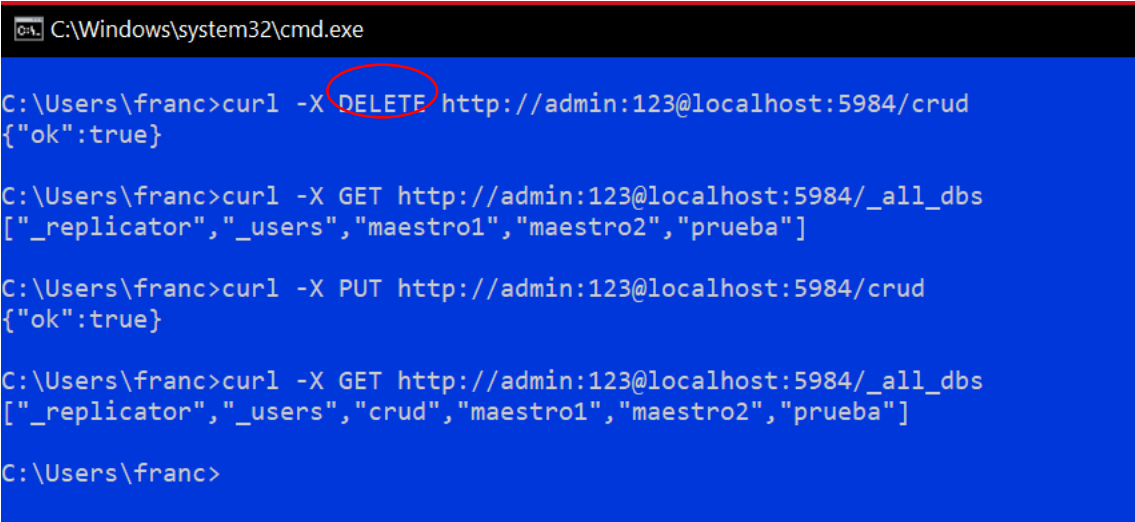 C:\Windows\system32\cmd.exe
C:\Users\franc>curl -X DELETE http://admin:123@localhost:5984/crud
{"ok":true}
C:\Users\franc>curl -X GET http://admin:123@localhost:5984/_all_dbs
["_replicator","_users","maestro1","maestro2","prueba"]
C:\Users\franc>curl -X PUT http://admin:123@localhost:5984/crud
{"ok":true}
C:\Users\franc>curl -X GET http://admin:123@localhost:5984/_all_dbs
["_replicator","_users","crud","maestro1","maestro2","prueba"]
C:\Users\franc>